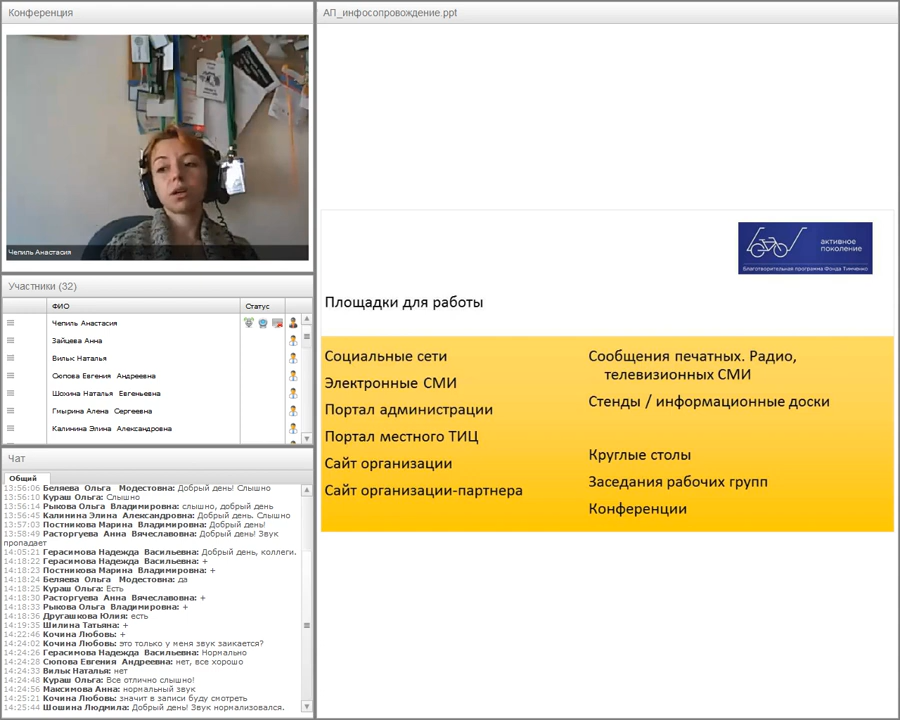 Конференция
Чепиль Анастасия
Участники (32)
ФИО
Статус
Чепиль Анастасия
Зайцева Анна
Вильк Наталья
Сюпова Евгения Андреевна
Шохина Наталья Евгеньевна
Гмырина Алена Сергеевна
Калинина Элина Александровна
Чат
Общий
13:56:06 Беляева Ольга Модестовна: Добрый день! Слышно
13:56:10 Кураш Ольга: Слышно
13:56:14 Рыкова Ольга Владимировна: слышно, добрый день
13:56:45 Калинина Элина Александровна: Добрый день. Слышно
13:57:03 Постникова Марина Владимировна: Добрый день!
13:58:49 Расторгуева Анна Вячеславовна: Добрый день! Звук
пропадает
14:05:21 Герасимова Надежда Васильевна: Добрый день, коллеги.
14:18:22 Герасимова Надежда Васильевна: +
14:18:23 Постникова Марина Владимировна: +
14:18:24 Беляева Ольга Модестовна: да
14:18:25 Кураш Ольга: Есть
14:18:30 Расторгуева Анна Вячеславовна: +
14:18:33 Рыкова Ольга Владимировна: +
14:18:36 Другашкова Юлия: есть
14:19:35 Шилина Татьяна: +
14:22:46 Кочина Любовь: +
14:24:02 Кочина Любовь: это только у меня звук заикается?
14:24:26 Герасимова Надежда Васильевна: Нормально
14:24:28 Сюпова Евгения Андреевна: нет, все хорошо
14:24:33 Вильк Наталья: нет
14:24:48 Кураш Ольга: Все отлично слышно!
14:24:56 Максимова Анна: нормальный звук
14:25:21 Кочина Любовь: значит в записи буду смотреть
14:25:44 Шошина Людмила: Добрый день! Звук нормализовался.
АП_инфосопровождение.ppt
активное
поколение
благотворительная программа Фонда Тимченко
Площадки для работы
Социальные сети
Электронные СМИ
Портал администрации
Портал местного ТИЦ
Сайт организации
Сайт организации-партнера
Сообщения печатных. Радио,
телевизионных СМИ
Стенды / информационные доски
Круглые столы
Заседания рабочих групп
Конференции